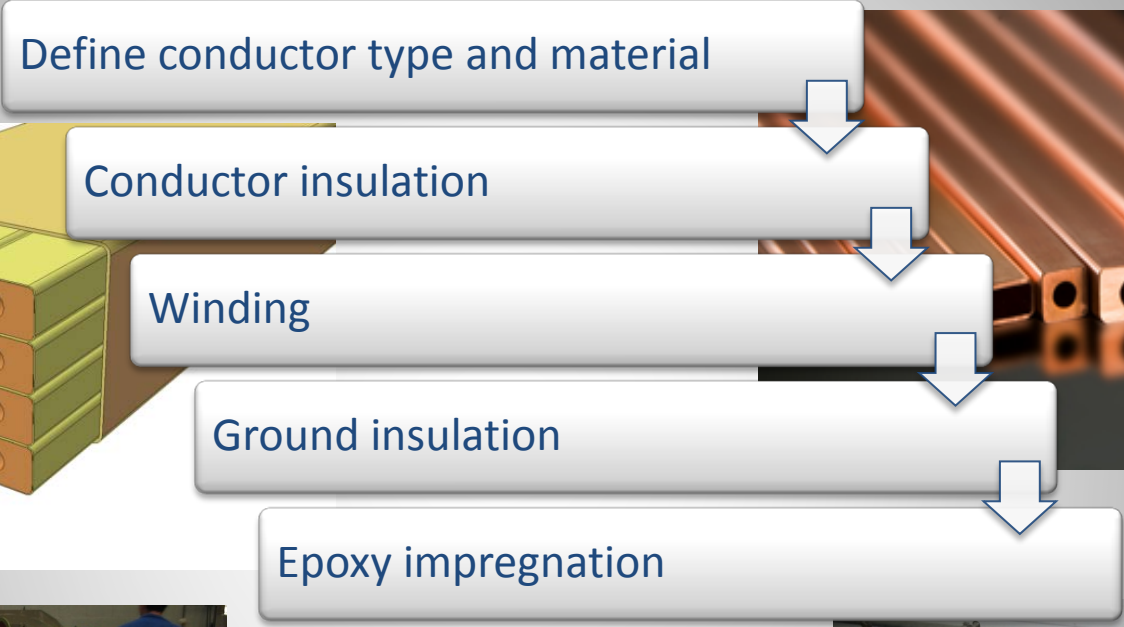 Define conductor type and material
Conductor insulation
Winding
Ground insulation
Epoxy impregnation